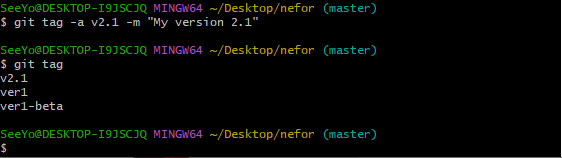 SeeYo@DESKTOP-I9JSCJQ MINGW64 ~/Desktop/nefor (master)
$ git tag -a v2.1 -m "My version 2.1"
SeeYo@DESKTOP-I9JSCJQ MINGW64 ~/Desktop/nefor (master)
$ git tag
v2.1
ver1
ver1-beta
SeeYo@DESKTOP-I9JSCJQ MINGW64 ~/Desktop/nefor (master)
$